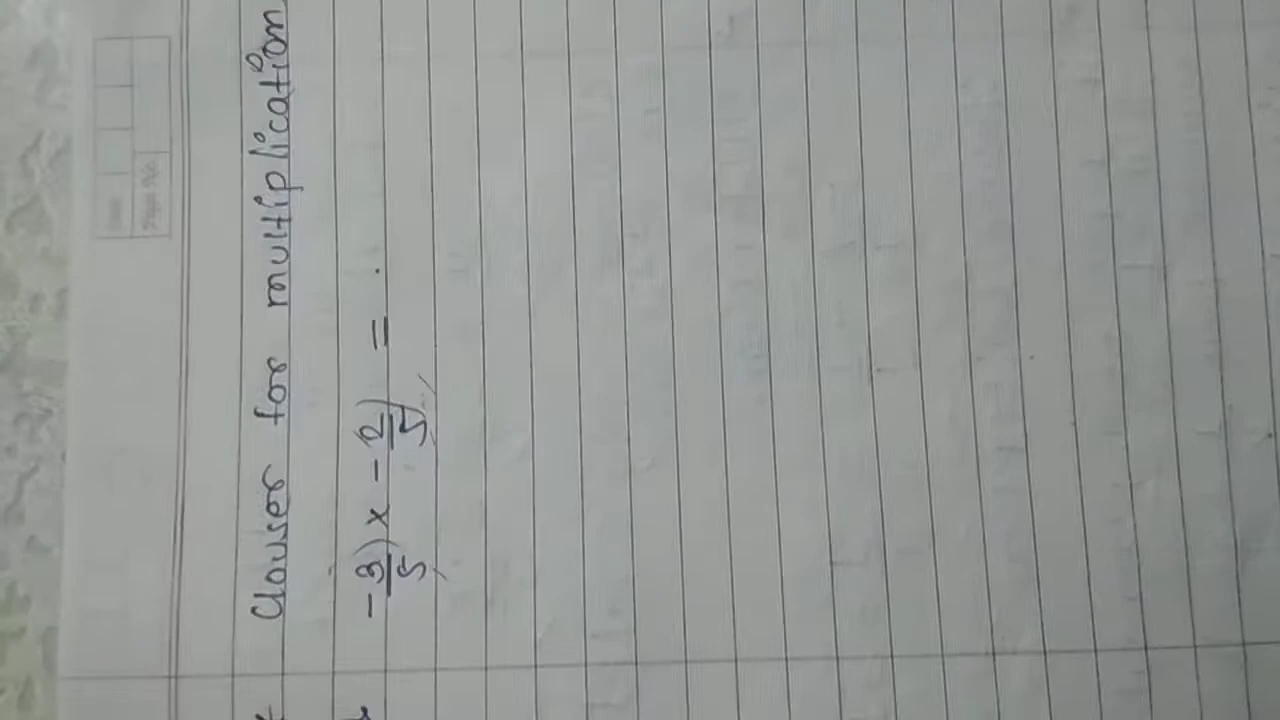 Clouser for multiplication
-3/5) x -2/5) = .